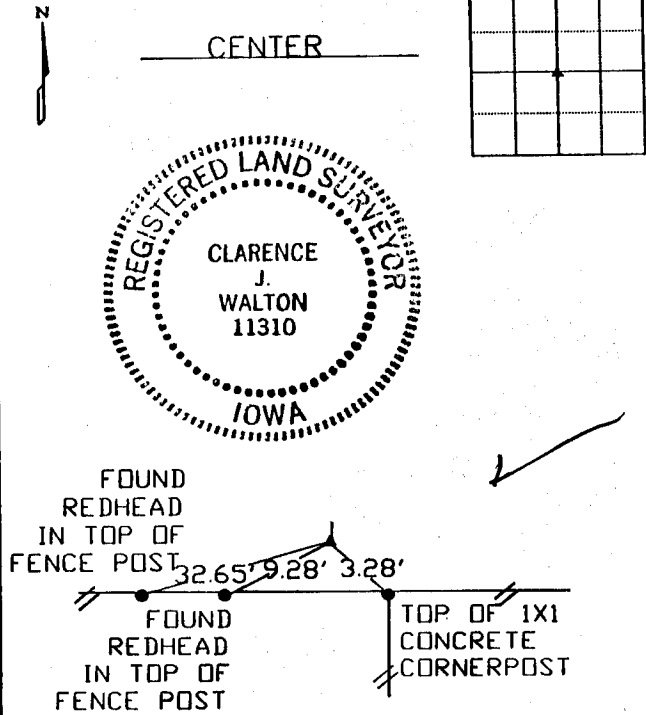 N
CENTER
REGISTERED LAND SURVEYOR
CLARENCE
J.
WALTON
11310
IOWA
FOUND
REDHEAD
IN TOP OF
FENCE POST
32.65' 9.28' 3.28'
FOUND
REDHEAD
IN TOP OF
FENCE POST
TOP OF 1X1
CONCRETE
CORNERPOST